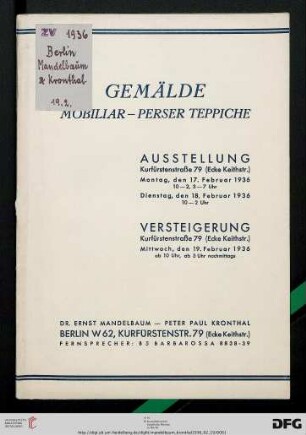 ZV 1936
Berlin
Mandelbaum
& Kronthal
19.2.
GEMÄLDE
MOBILIAR – PERSER TEPPICHE
AUSSTELLUNG
Kurfürstenstraße 79 (Ecke Keithstr.)
Montag, den 17. Februar 1936
10–2, 3–7 Uhr
Dienstag, den 18. Februar 1936
10–2 Uhr
VERSTEIGERUNG
Kurfürstenstraße 79 (Ecke Keithstr.)
Mittwoch, den 19. Februar 1936
ab 10 Uhr, ab 3 Uhr nachmittags
DR. ERNST MANDELBAUM – PETER PAUL KRONTHAL
BERLIN W 62, KURFÜRSTENSTR. 79 (Ecke Keithstr.)
FERNSPRECHER: B5 BARBAROSSA 8828-29
DFG